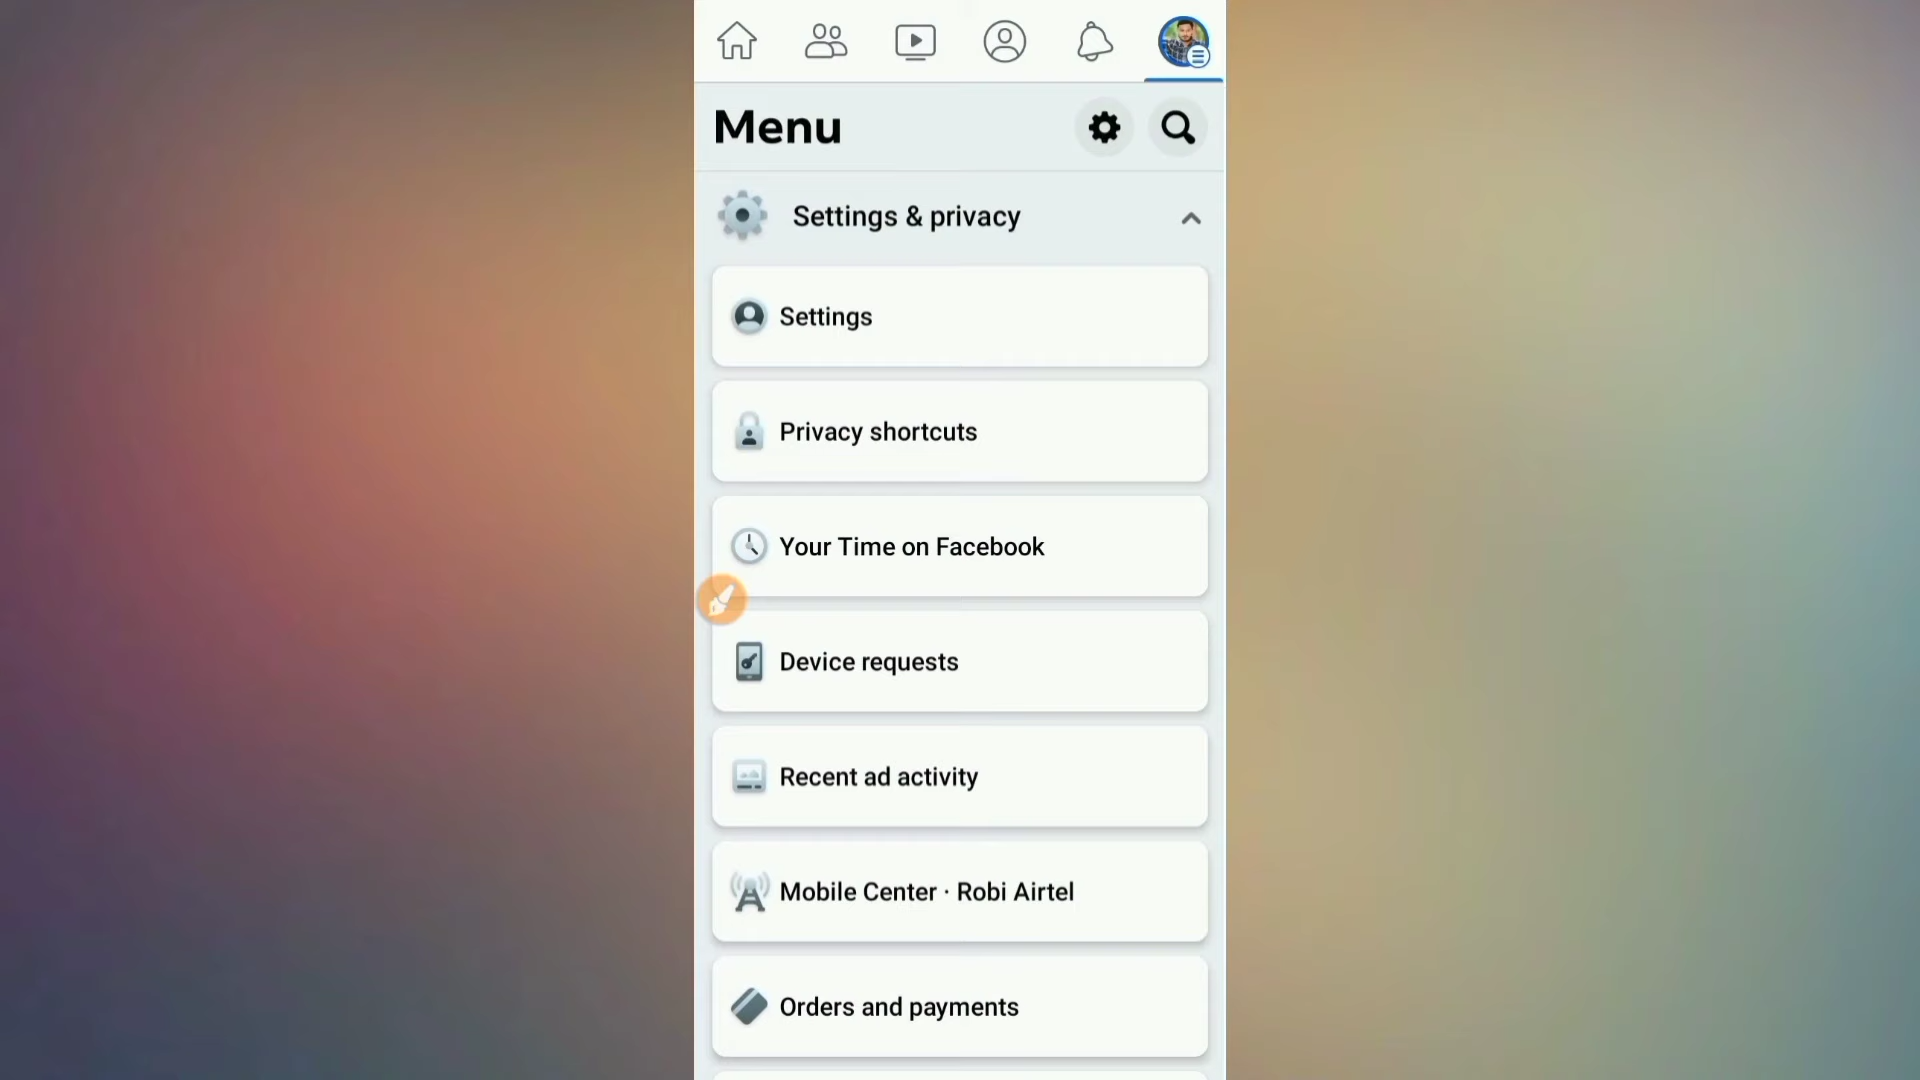 Menu
Settings & privacy
Settings
Privacy shortcuts
Your Time on Facebook
Device requests
Recent ad activity
Mobile Center · Robi Airtel
Orders and payments